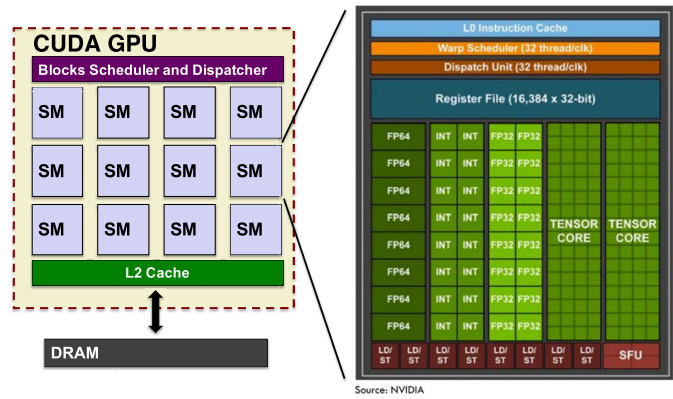 CUDA GPU
Blocks Scheduler and Dispatcher
SM SM SM SM
SM SM SM SM
SM SM SM SM
L2 Cache
DRAM
L0 Instruction Cache
Warp Scheduler (32 thread/clk)
Dispatch Unit (32 thread/clk)
Register File (16,384 x 32-bit)
FP64 INT INT FP32 FP32
FP64 INT INT FP32 FP32
FP64 INT INT FP32 FP32
FP64 INT INT FP32 FP32
TENSOR CORE TENSOR CORE
FP64 INT INT FP32 FP32
FP64 INT INT FP32 FP32
FP64 INT INT FP32 FP32
FP64 INT INT FP32 FP32
LD/ LD/ LD/ LD/ LD/ LD/ LD/ LD/ SFU
ST ST ST ST ST ST ST ST
Source: NVIDIA